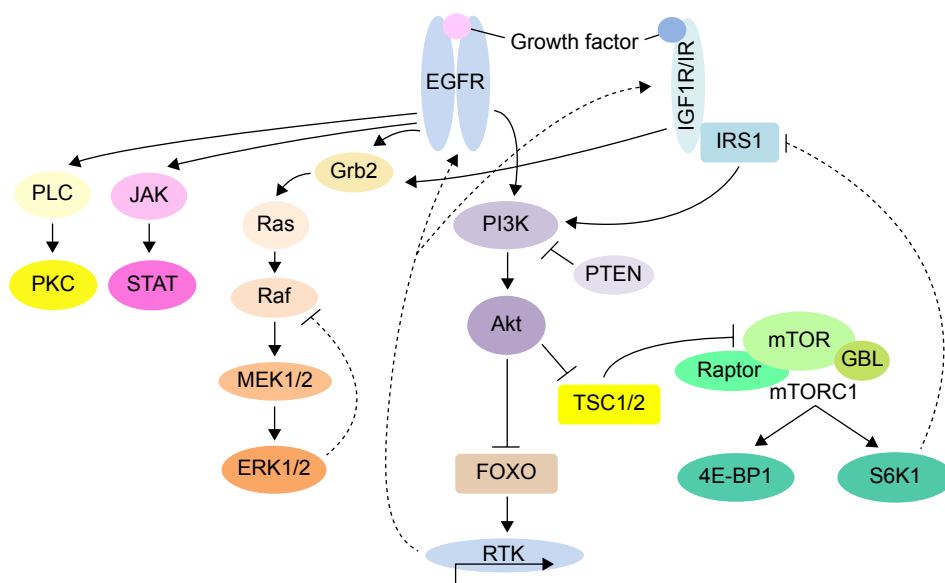 Growth factor
EGFR
IGF1R/IR
IRS1
Grb2
PLC
JAK
Ras
PI3K
PTEN
PKC
STAT
Raf
Akt
mTOR
GBL
Raptor
mTORC1
MEK1/2
TSC1/2
ERK1/2
FOXO
4E-BP1
S6K1
RTK